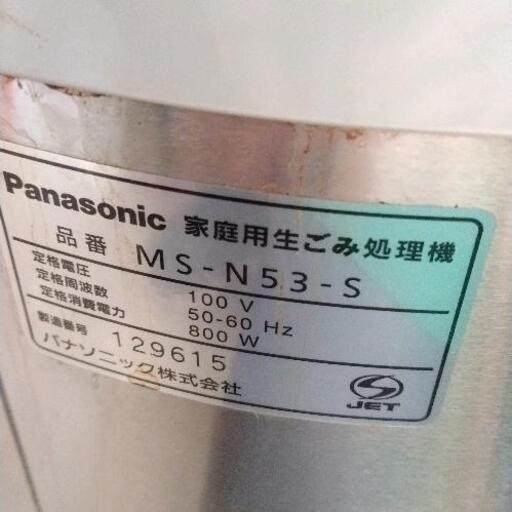 Panasonic 家庭用生ごみ処理機
品番 MS-N53-S
定格電圧 100 V
定格周波数 50-60 Hz
定格消費電力 800 W
製造番号 129615
パナソニック株式会社
JET